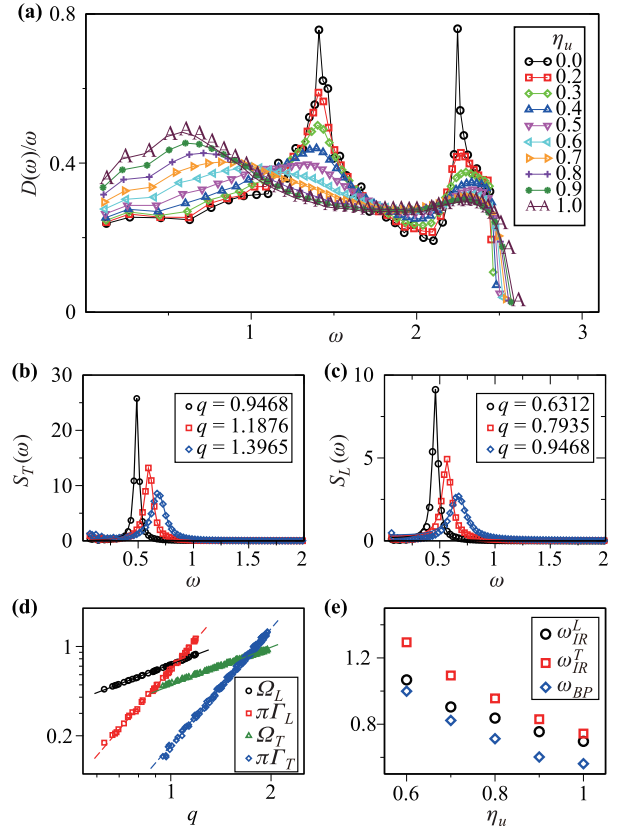 (a)
0.8
0.4
0
D(ω)/ω
1
2
3
ω
η_u
0.0
0.2
0.3
0.4
0.5
0.6
0.7
0.8
0.9
1.0
(b)
30
20
10
0
S_T(ω)
q = 0.9468
q = 1.1876
q = 1.3965
0.5
1
1.5
2
ω
(c)
10
5
0
S_L(ω)
q = 0.6312
q = 0.7935
q = 0.9468
0.5
1
1.5
2
ω
(d)
1
0.2
Ω_L
πΓ_L
Ω_T
πΓ_T
1
2
q
(e)
1.2
0.8
ω^L_IR
ω^T_IR
ω_BP
0.6
0.8
1
η_u